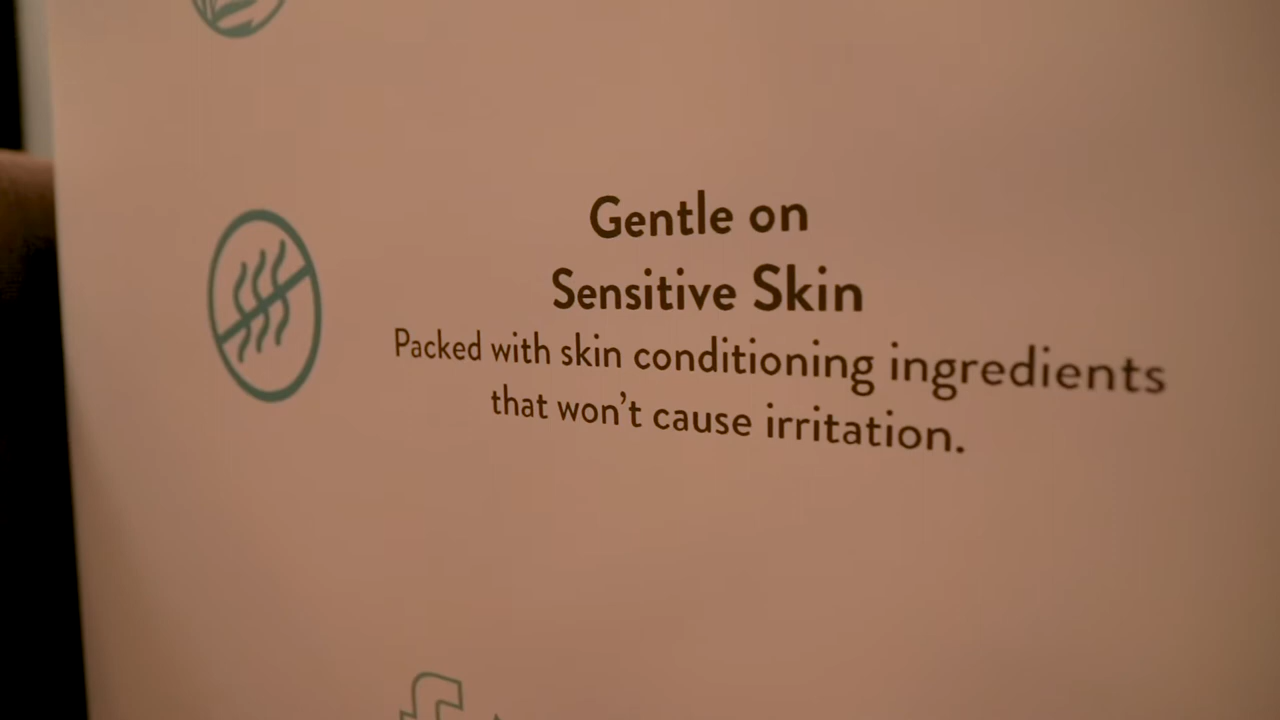 Gentle on
Sensitive Skin
Packed with skin conditioning ingredients
that won't cause irritation.